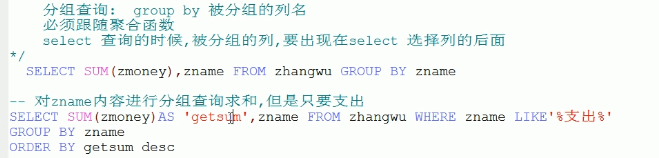 分组查询: group by 被分组的列名
必须跟随聚合函数
select 查询的时候,被分组的列,要出现在select 选择列的后面
*/
SELECT SUM(zmoney),zname FROM zhangwu GROUP BY zname
-- 对zname内容进行分组查询求和,但是只要支出
SELECT SUM(zmoney)AS 'getsum',zname FROM zhangwu WHERE zname LIKE'%支出%'
GROUP BY zname
ORDER BY getsum desc